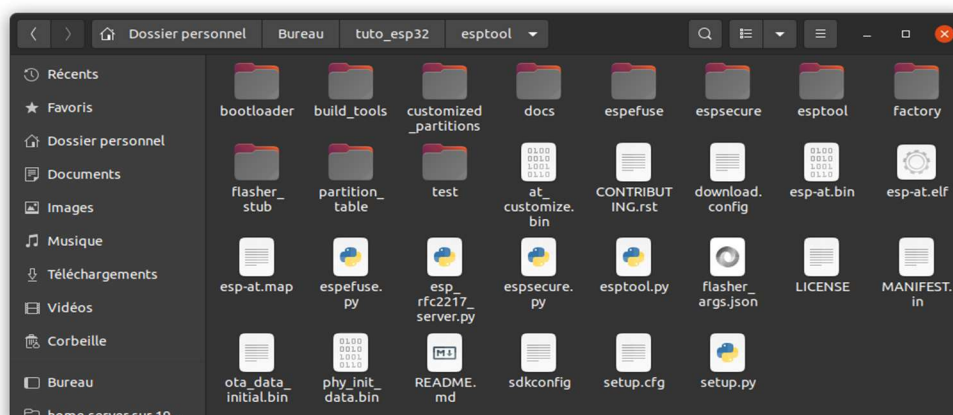 Dossier personnel Bureau tuto_esp32 esptool
Récents
Favoris
Dossier personnel
Documents
Images
Musique
Téléchargements
Vidéos
Corbeille
Bureau
bootloader build_tools customized docs espefuse espsecure esptool factory
_partitions
flasher_ partition_ test at_ CONTRIBUT download. esp-at.bin esp-at.elf
stub table customize. ING.rst config
bin
esp-at.map espefuse. esp_ espsecure. esptool.py flasher_ LICENSE MANIFEST.
py rfc2217_ py args.json in
server.py
ota_data_ phy_init_ README. sdkconfig setup.cfg setup.py
initial.bin data.bin md